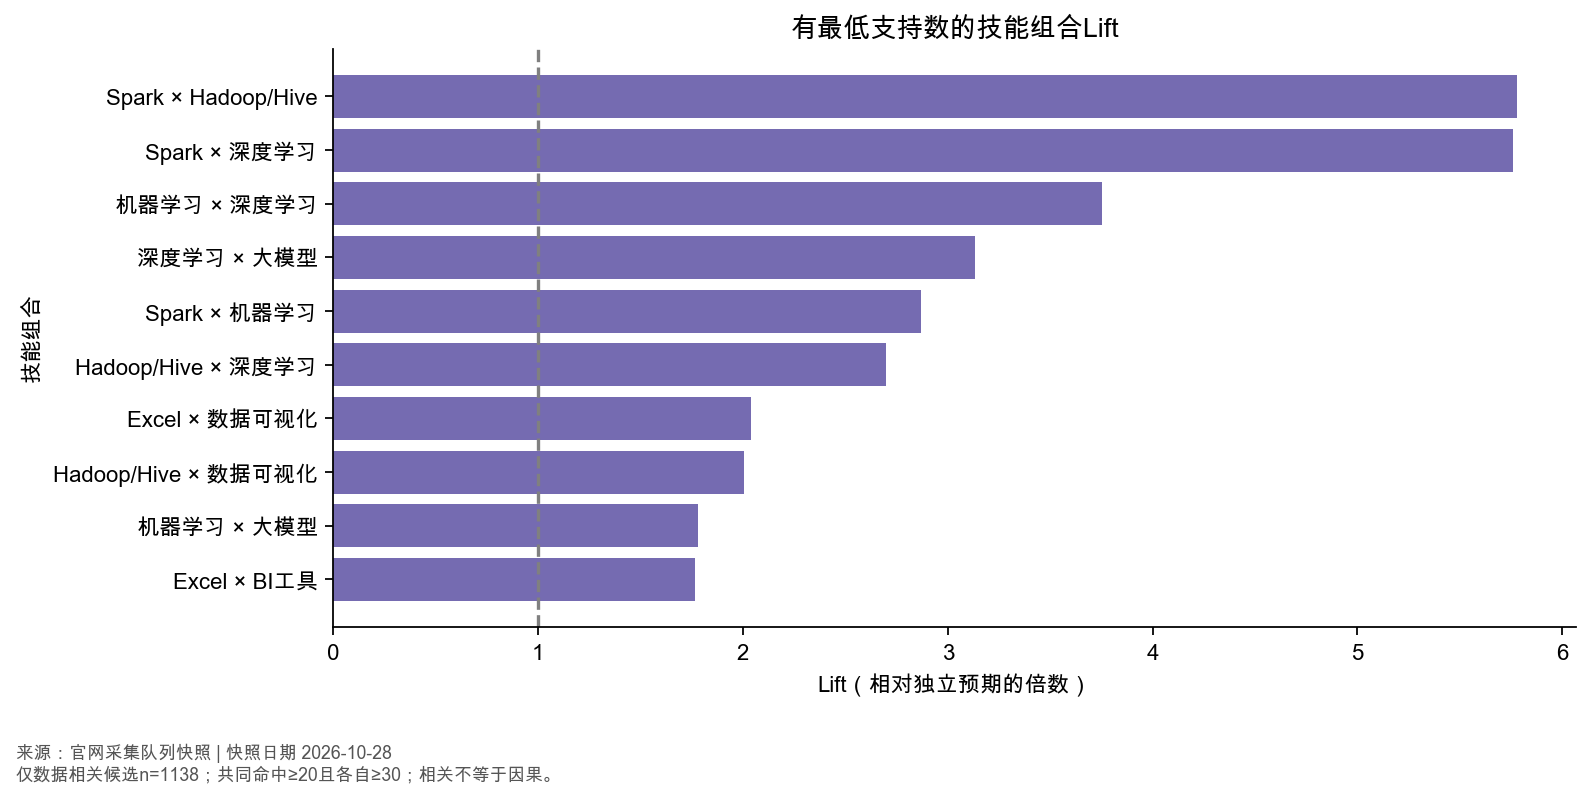 有最低支持数的技能组合Lift
技能组合
Spark × Hadoop/Hive
Spark × 深度学习
机器学习 × 深度学习
深度学习 × 大模型
Spark × 机器学习
Hadoop/Hive × 深度学习
Excel × 数据可视化
Hadoop/Hive × 数据可视化
机器学习 × 大模型
Excel × BI工具
0 1 2 3 4 5 6
Lift（相对独立预期的倍数）
来源：官网采集队列快照 | 快照日期 2026-10-28
仅数据相关候选n=1138；共同命中≥20且各自≥30；相关不等于因果。